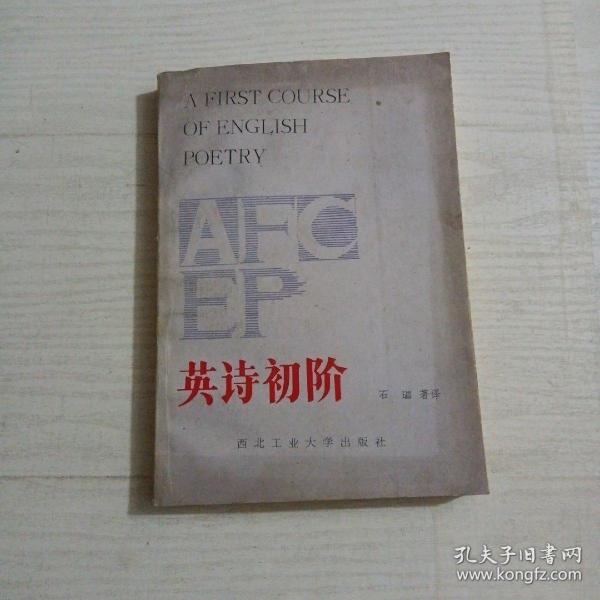 A FIRST COURSE
OF ENGLISH
POETRY
AFC
EP
英诗初阶
石 瑠 著译
西北工业大学出版社
孔夫子旧书网
www.kongfz.com